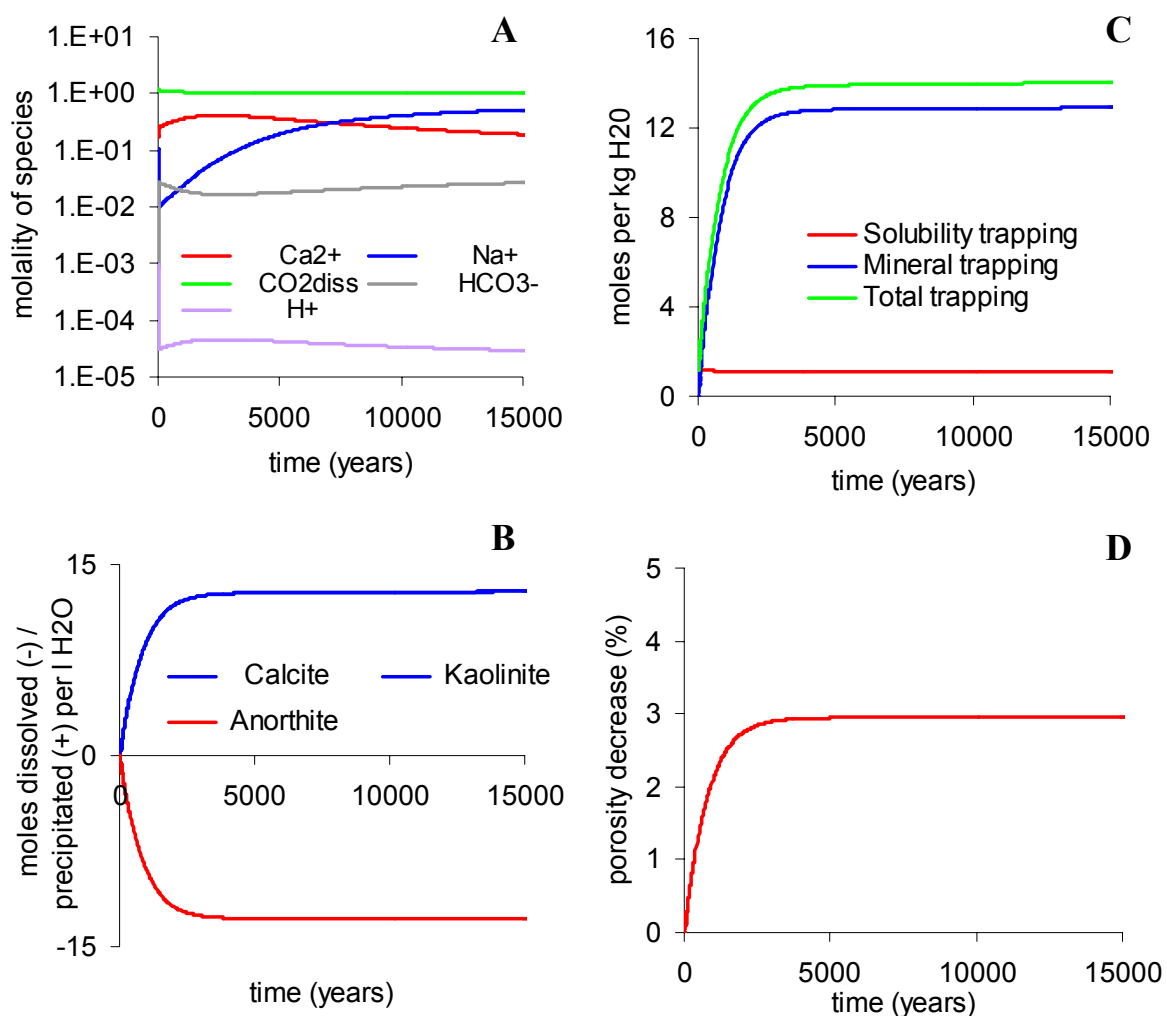 A
molality of species
1.E+01
1.E+00
1.E-01
1.E-02
1.E-03
1.E-04
1.E-05
Ca2+
Na+
CO2diss
HCO3-
H+
0
5000
10000
15000
time (years)
C
moles per kg H20
16
12
8
4
0
Solubility trapping
Mineral trapping
Total trapping
0
5000
10000
15000
time (years)
B
moles dissolved (-) /
precipitated (+) per l H2O
15
0
-15
Calcite
Kaolinite
Anorthite
0
5000
10000
15000
time (years)
D
porosity decrease (%)
5
4
3
2
1
0
0
5000
10000
15000
time (years)